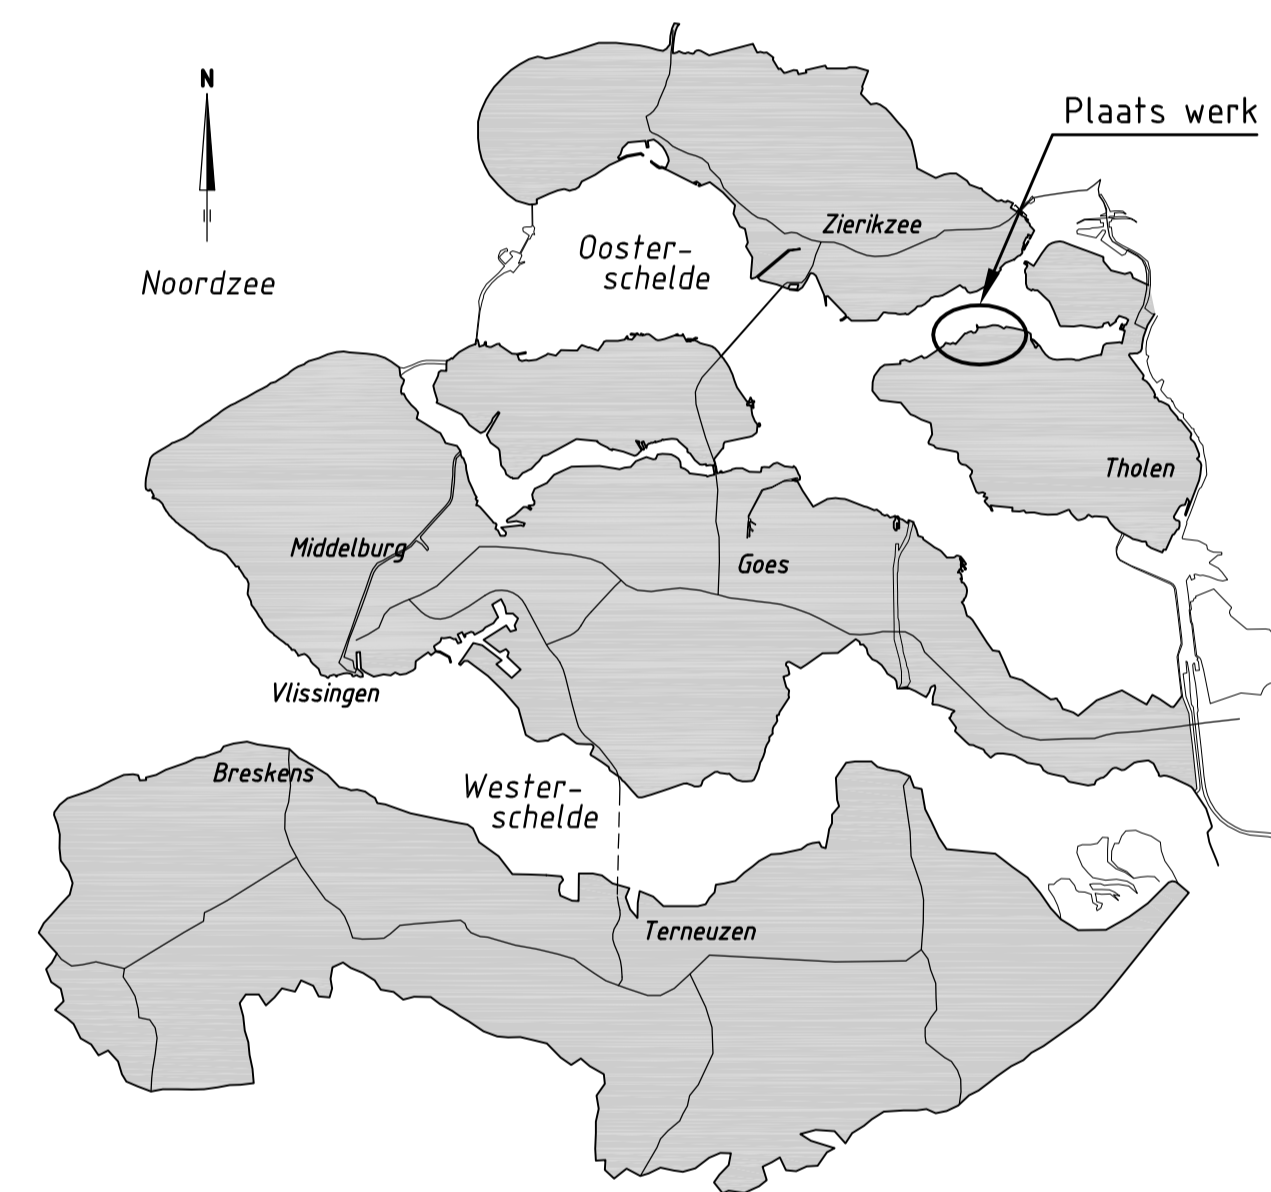 N
Plaats werk
Zierikzee
Ooster-
schelde
Noordzee
Tholen
Middelburg
Goes
Vlissingen
Breskens
Wester-
schelde
Terneuzen